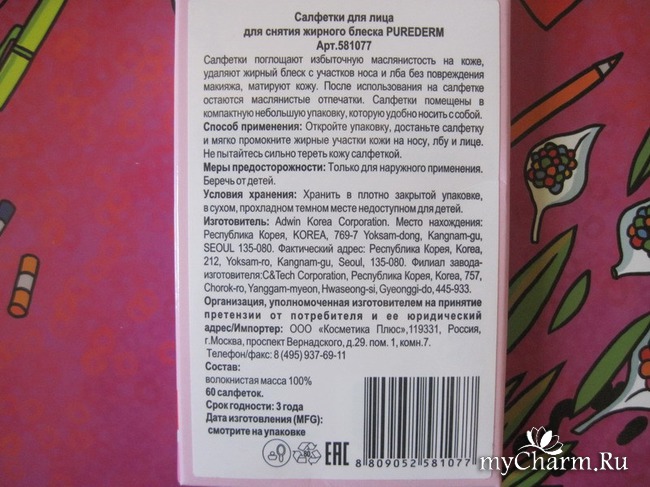 Салфетки для лица
для снятия жирного блеска PUREDERM
Арт.581077
Салфетки поглощают избыточную маслянистость на коже,
удаляют жирный блеск с участков носа и лба без повреждения
макияжа, матируют кожу. После использования на салфетке
остаются маслянистые отпечатки. Салфетки помещены в
компактную небольшую упаковку, которую удобно носить с собой.
Способ применения: Откройте упаковку, достаньте салфетку
и мягко промокните жирные участки кожи на носу, лбу и лице.
Не пытайтесь сильно тереть кожу салфеткой.
Меры предосторожности: Только для наружного применения.
Беречь от детей.
Условия хранения: Хранить в плотно закрытой упаковке,
в сухом, прохладном темном месте недоступном для детей.
Изготовитель: Adwin Korea Corporation. Место нахождения:
Республика Корея, KOREA, 769-7 Yoksam-dong, Kangnam-gu,
SEOUL 135-080. Фактический адрес: Республика Корея, Korea,
212, Yoksam-ro, Kangnam-gu, Seoul, 135-080. Филиал завода-
изготовителя:C&Tech Corporation, Республика Корея, Korea, 757,
Chorok-ro, Yanggam-myeon, Hwaseong-si, Gyeonggi-do, 445-933.
Организация, уполномоченная изготовителем на принятие
претензии от потребителя и ее юридический
адрес/Импортер: ООО «Косметика Плюс»,119331, Россия,
г.Москва, проспект Вернадского, д.29. пом. 1, комн.7.
Телефон/факс: 8 (495) 937-69-11
Состав:
волокнистая масса 100%
60 салфеток.
Срок годности: 3 года
Дата изготовления (MFG):
смотрите на упаковке
EAC
8 809052 581077
myCharm.Ru